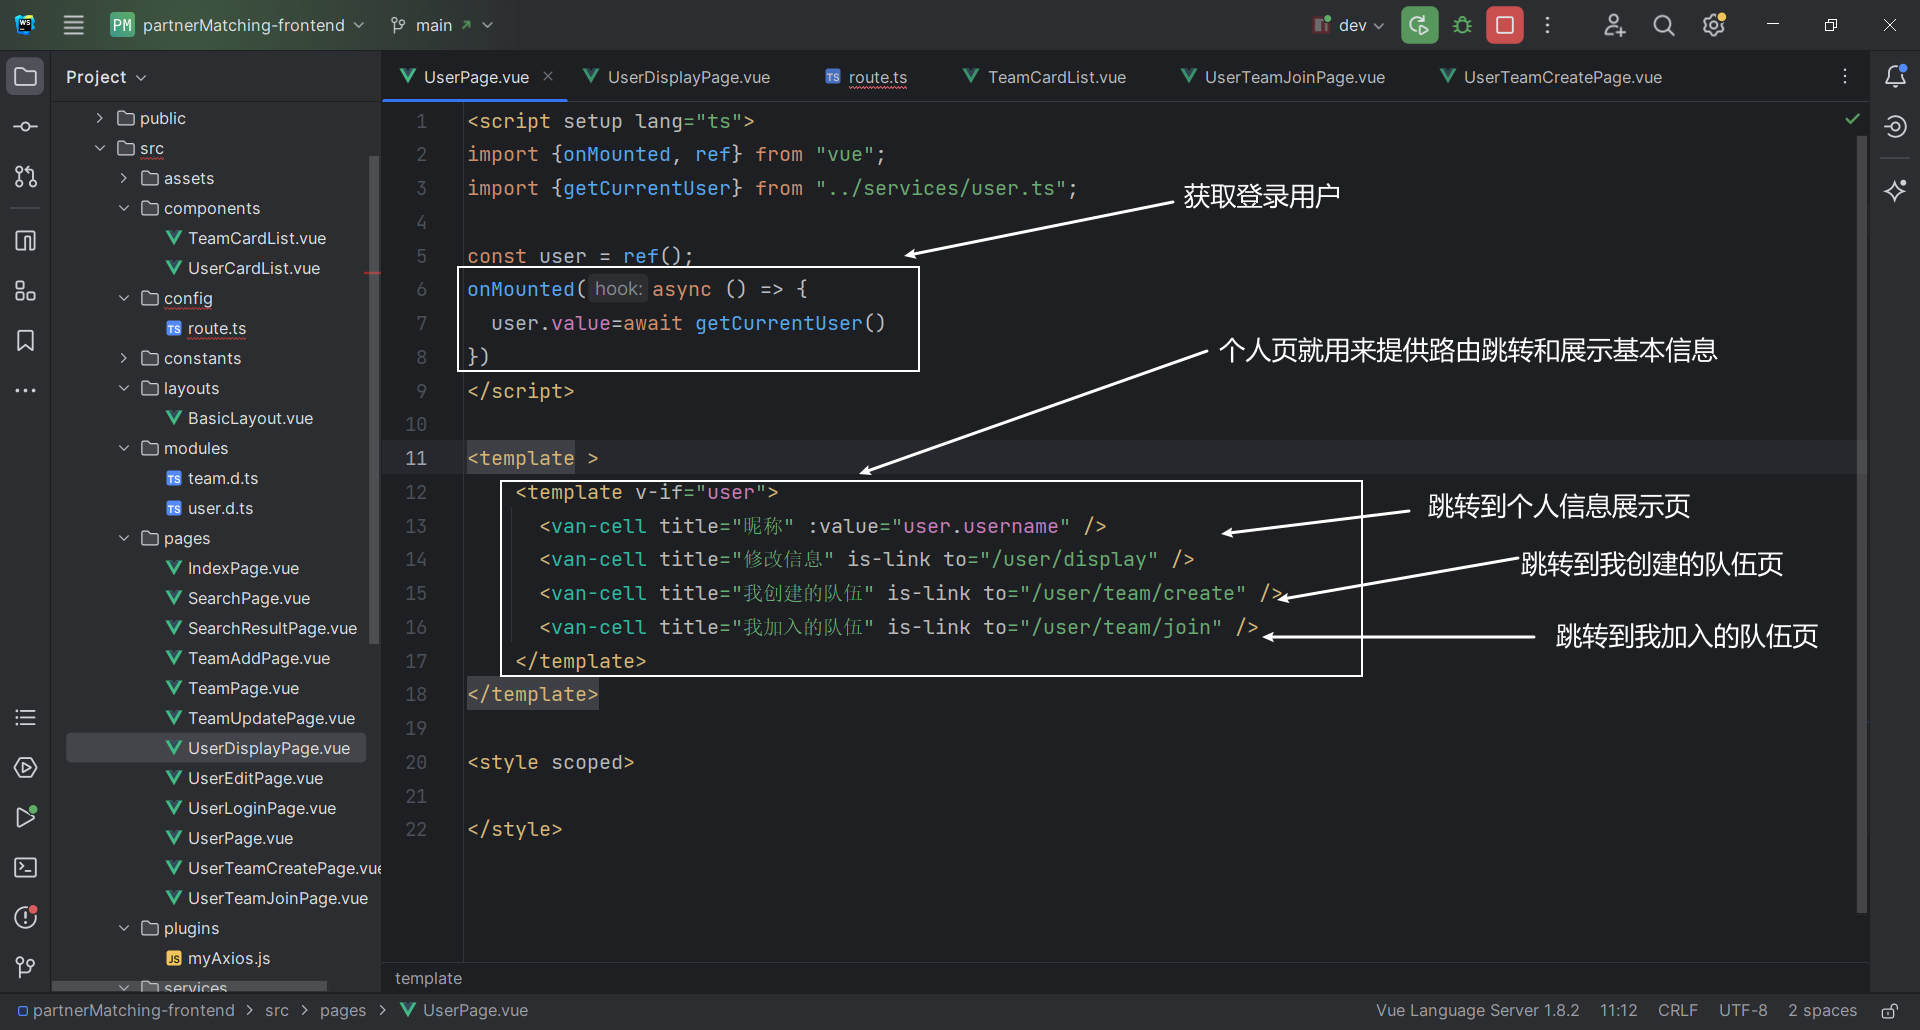 PM partnerMatching-frontend main dev
Project
UserPage.vue UserDisplayPage.vue route.ts TeamCardList.vue UserTeamJoinPage.vue UserTeamCreatePage.vue
public
src
assets
components
TeamCardList.vue
UserCardList.vue
config
route.ts
constants
layouts
BasicLayout.vue
modules
team.d.ts
user.d.ts
pages
IndexPage.vue
SearchPage.vue
SearchResultPage.vue
TeamAddPage.vue
TeamPage.vue
TeamUpdatePage.vue
UserDisplayPage.vue
UserEditPage.vue
UserLoginPage.vue
UserPage.vue
UserTeamCreatePage.vue
UserTeamJoinPage.vue
plugins
myAxios.js
services
1 <script setup lang="ts">
2 import {onMounted, ref} from "vue";
3 import {getCurrentUser} from "../services/user.ts";
4
5 const user = ref();
6 onMounted( hook: async () => {
7 user.value=await getCurrentUser()
8 })
9 </script>
10
11 <template >
12 <template v-if="user">
13 <van-cell title="昵称" :value="user.username" />
14 <van-cell title="修改信息" is-link to="/user/display" />
15 <van-cell title="我创建的队伍" is-link to="/user/team/create" />
16 <van-cell title="我加入的队伍" is-link to="/user/team/join" />
17 </template>
18 </template>
19
20 <style scoped>
21
22 </style>
获取登录用户
个人页就用来提供路由跳转和展示基本信息
跳转到个人信息展示页
跳转到我创建的队伍页
跳转到我加入的队伍页
template
partnerMatching-frontend > src > pages > UserPage.vue
Vue Language Server 1.8.2 11:12 CRLF UTF-8 2 spaces